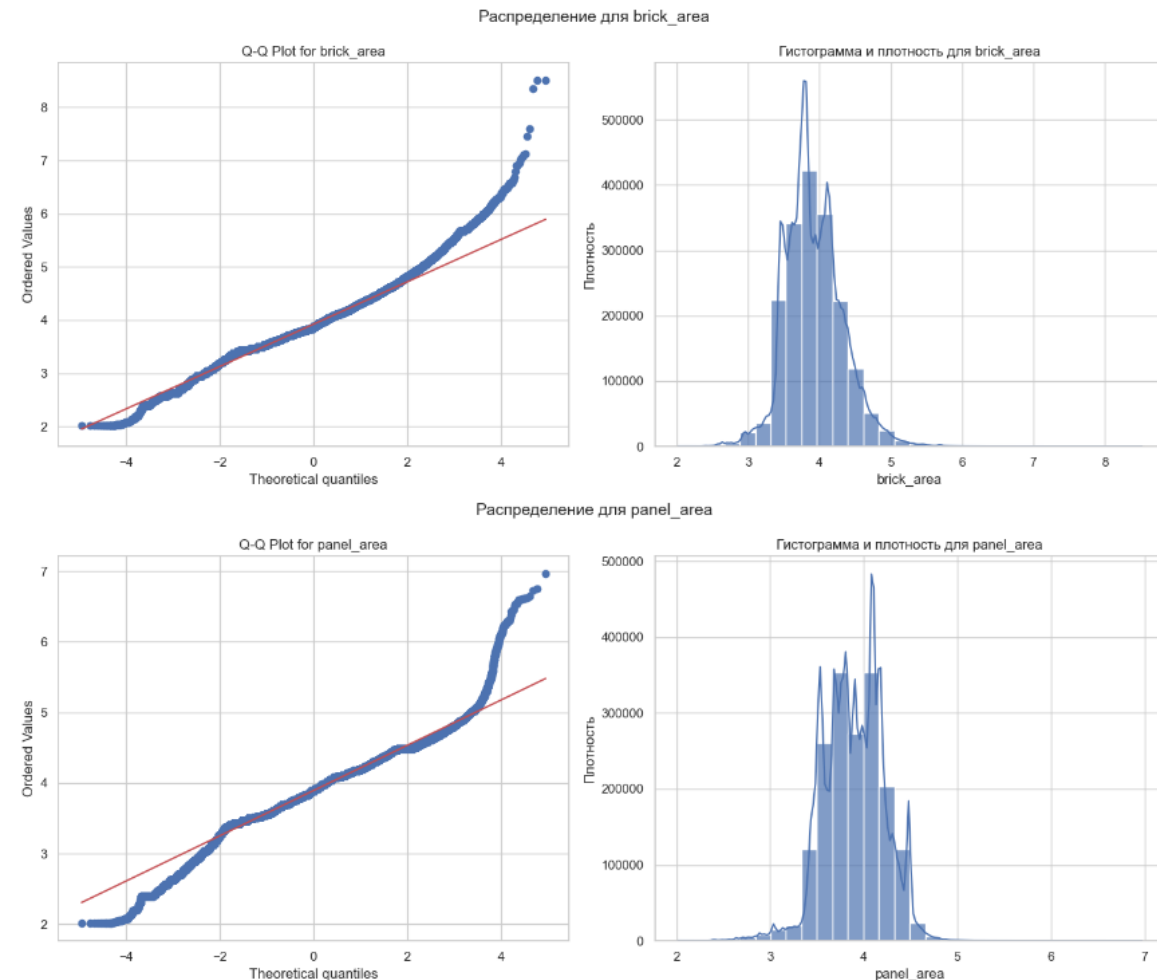 Распределение для brick_area
Q-Q Plot for brick_area
Ordered Values
8
7
6
5
4
3
2
−4 −2 0 2 4
Theoretical quantiles
Гистограмма и плотность для brick_area
Плотность
500000
400000
300000
200000
100000
0
2 3 4 5 6 7 8
brick_area
Распределение для panel_area
Q-Q Plot for panel_area
Ordered Values
7
6
5
4
3
2
−4 −2 0 2 4
Theoretical quantiles
Гистограмма и плотность для panel_area
Плотность
500000
400000
300000
200000
100000
0
2 3 4 5 6 7
panel_area